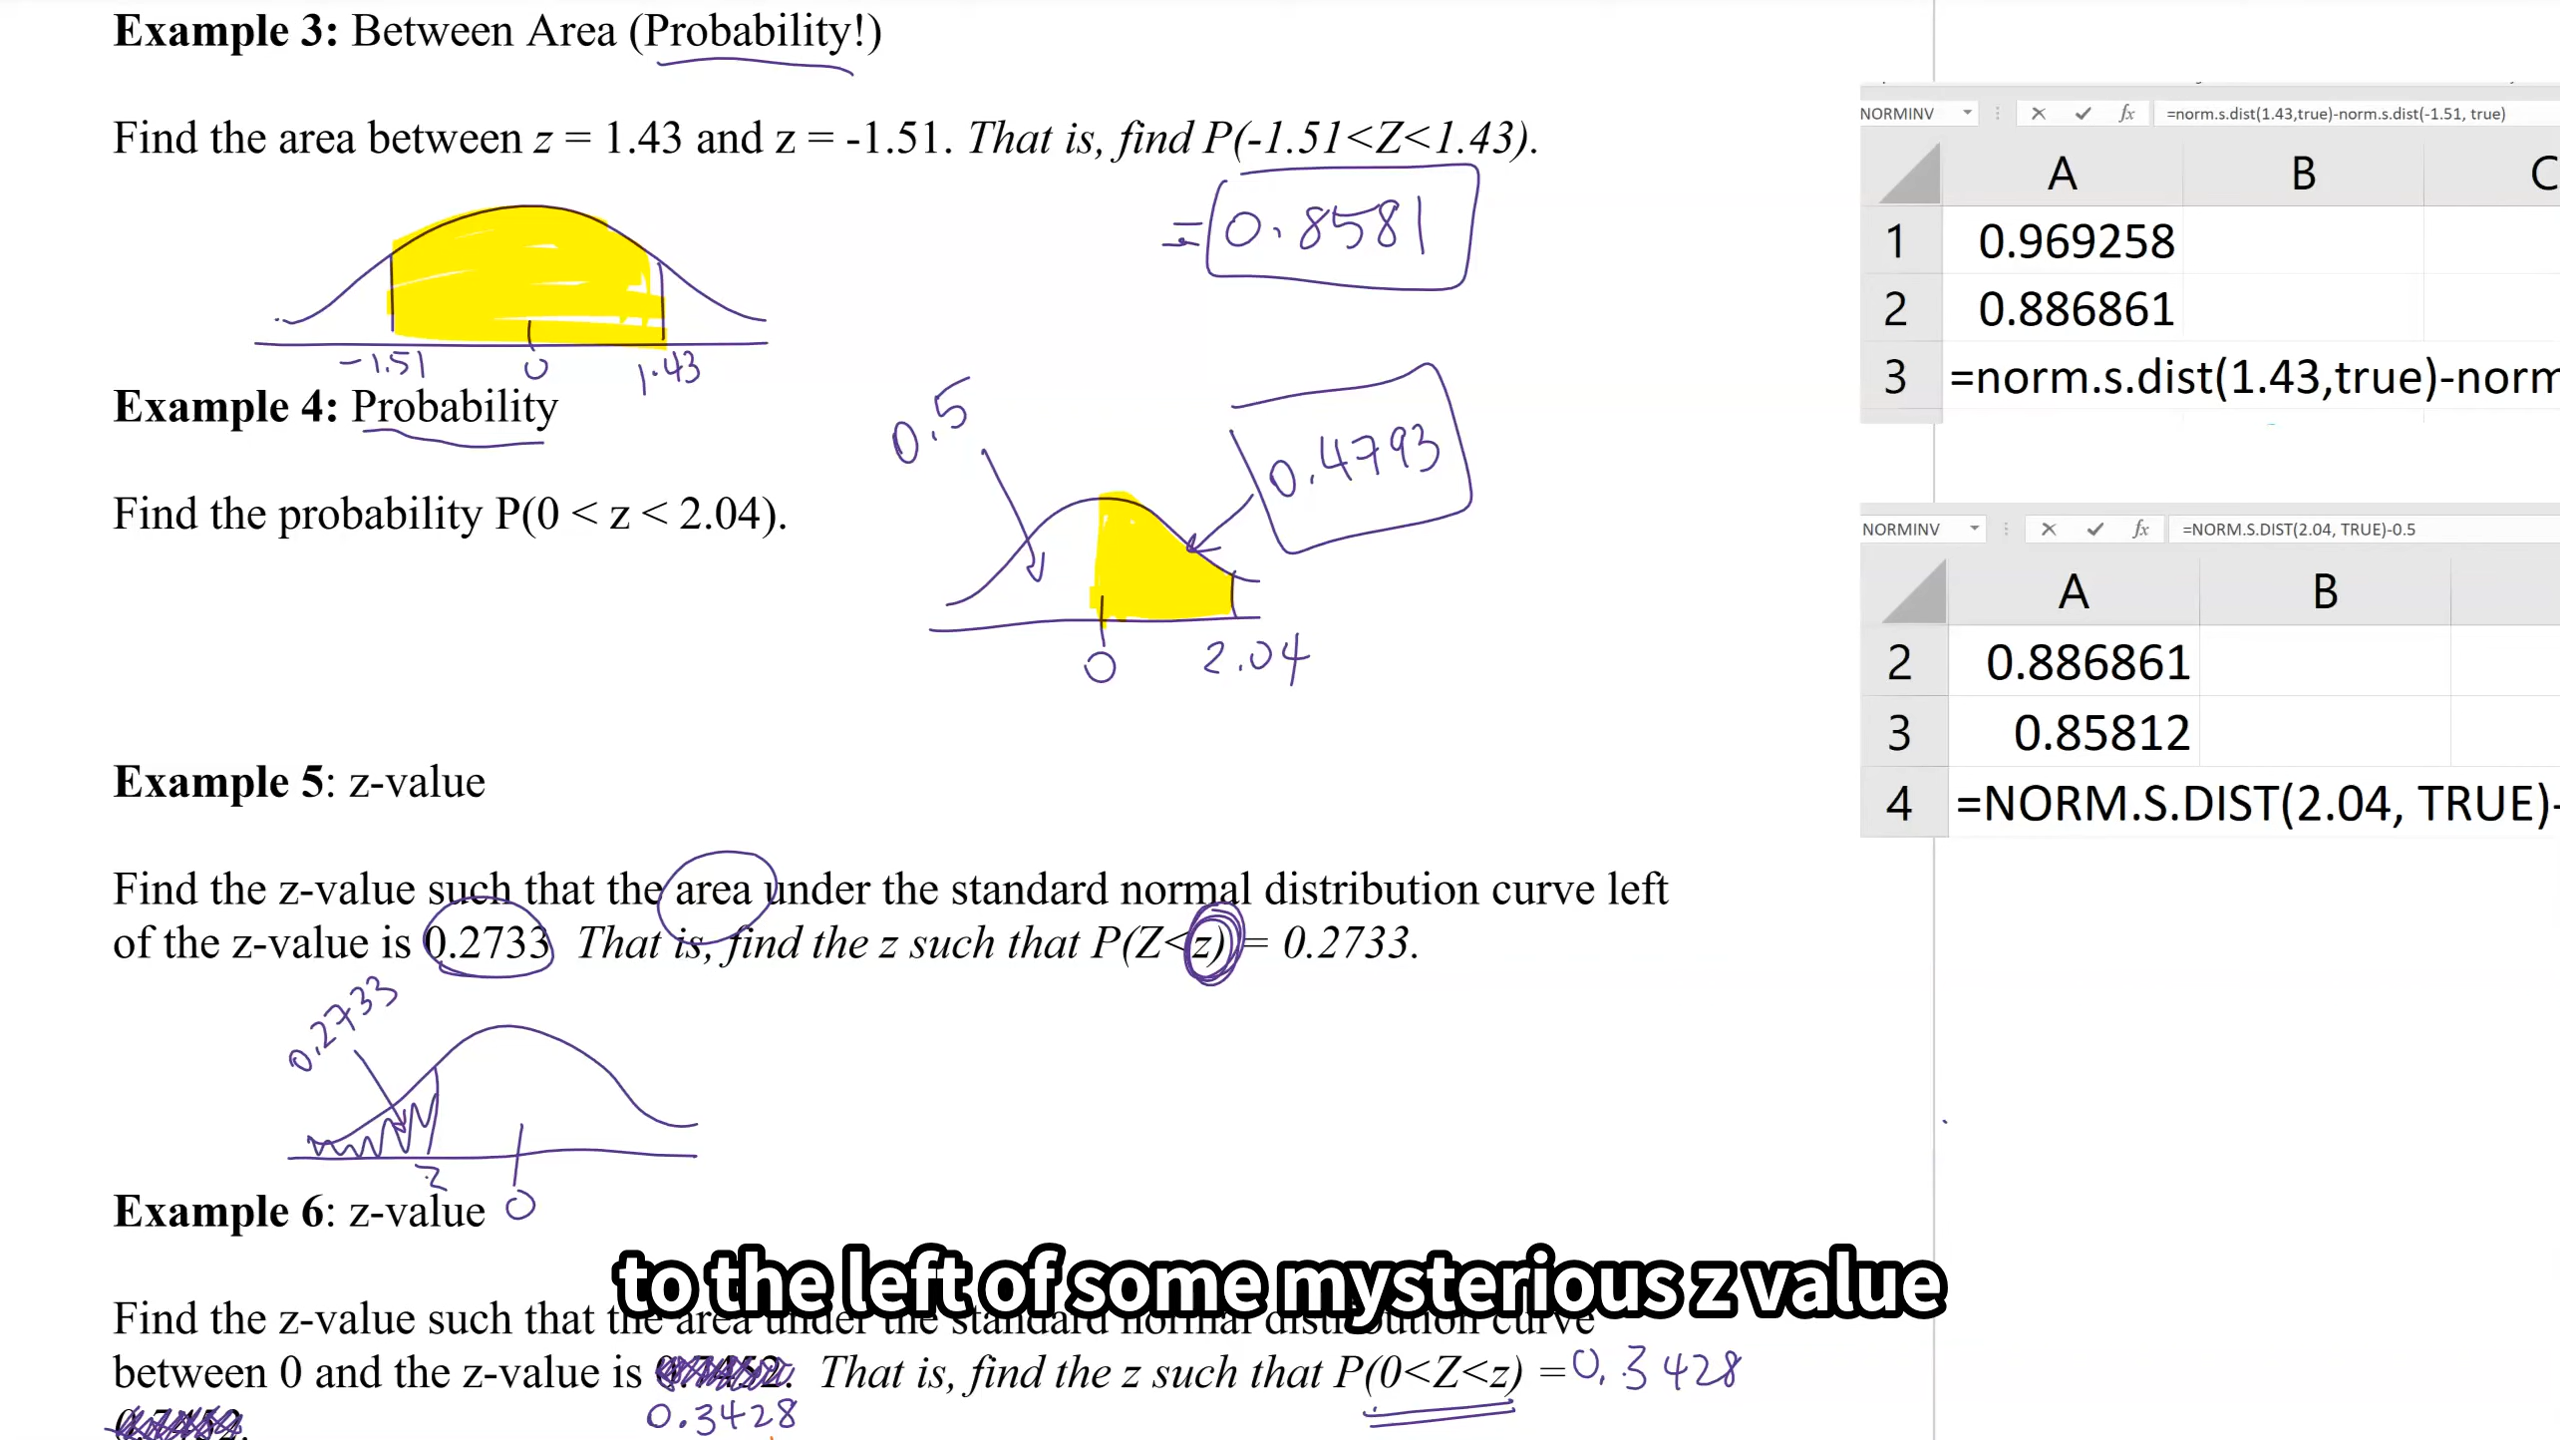 Example 3: Between Area (Probability!)
Find the area between z = 1.43 and z = -1.51. That is, find P(-1.51<Z<1.43).
= 0.8581
-1.51 0 1.43
Example 4: Probability
Find the probability P(0 < z < 2.04).
0.5
0.4793
0 2.04
Example 5: z-value
Find the z-value such that the area under the standard normal distribution curve left
of the z-value is 0.2733 That is, find the z such that P(Z<z) = 0.2733.
0.2733
z 0
Example 6: z-value
to the left of some mysterious z value
Find the z-value such that the area under the standard normal distribution curve
between 0 and the z-value is That is, find the z such that P(0<Z<z) = 0.3428
0.3428
NORMINV fx =norm.s.dist(1.43,true)-norm.s.dist(-1.51, true)
A B C
1 0.969258
2 0.886861
3 =norm.s.dist(1.43,true)-norm
NORMINV fx =NORM.S.DIST(2.04, TRUE)-0.5
A B
2 0.886861
3 0.85812
4 =NORM.S.DIST(2.04, TRUE)-